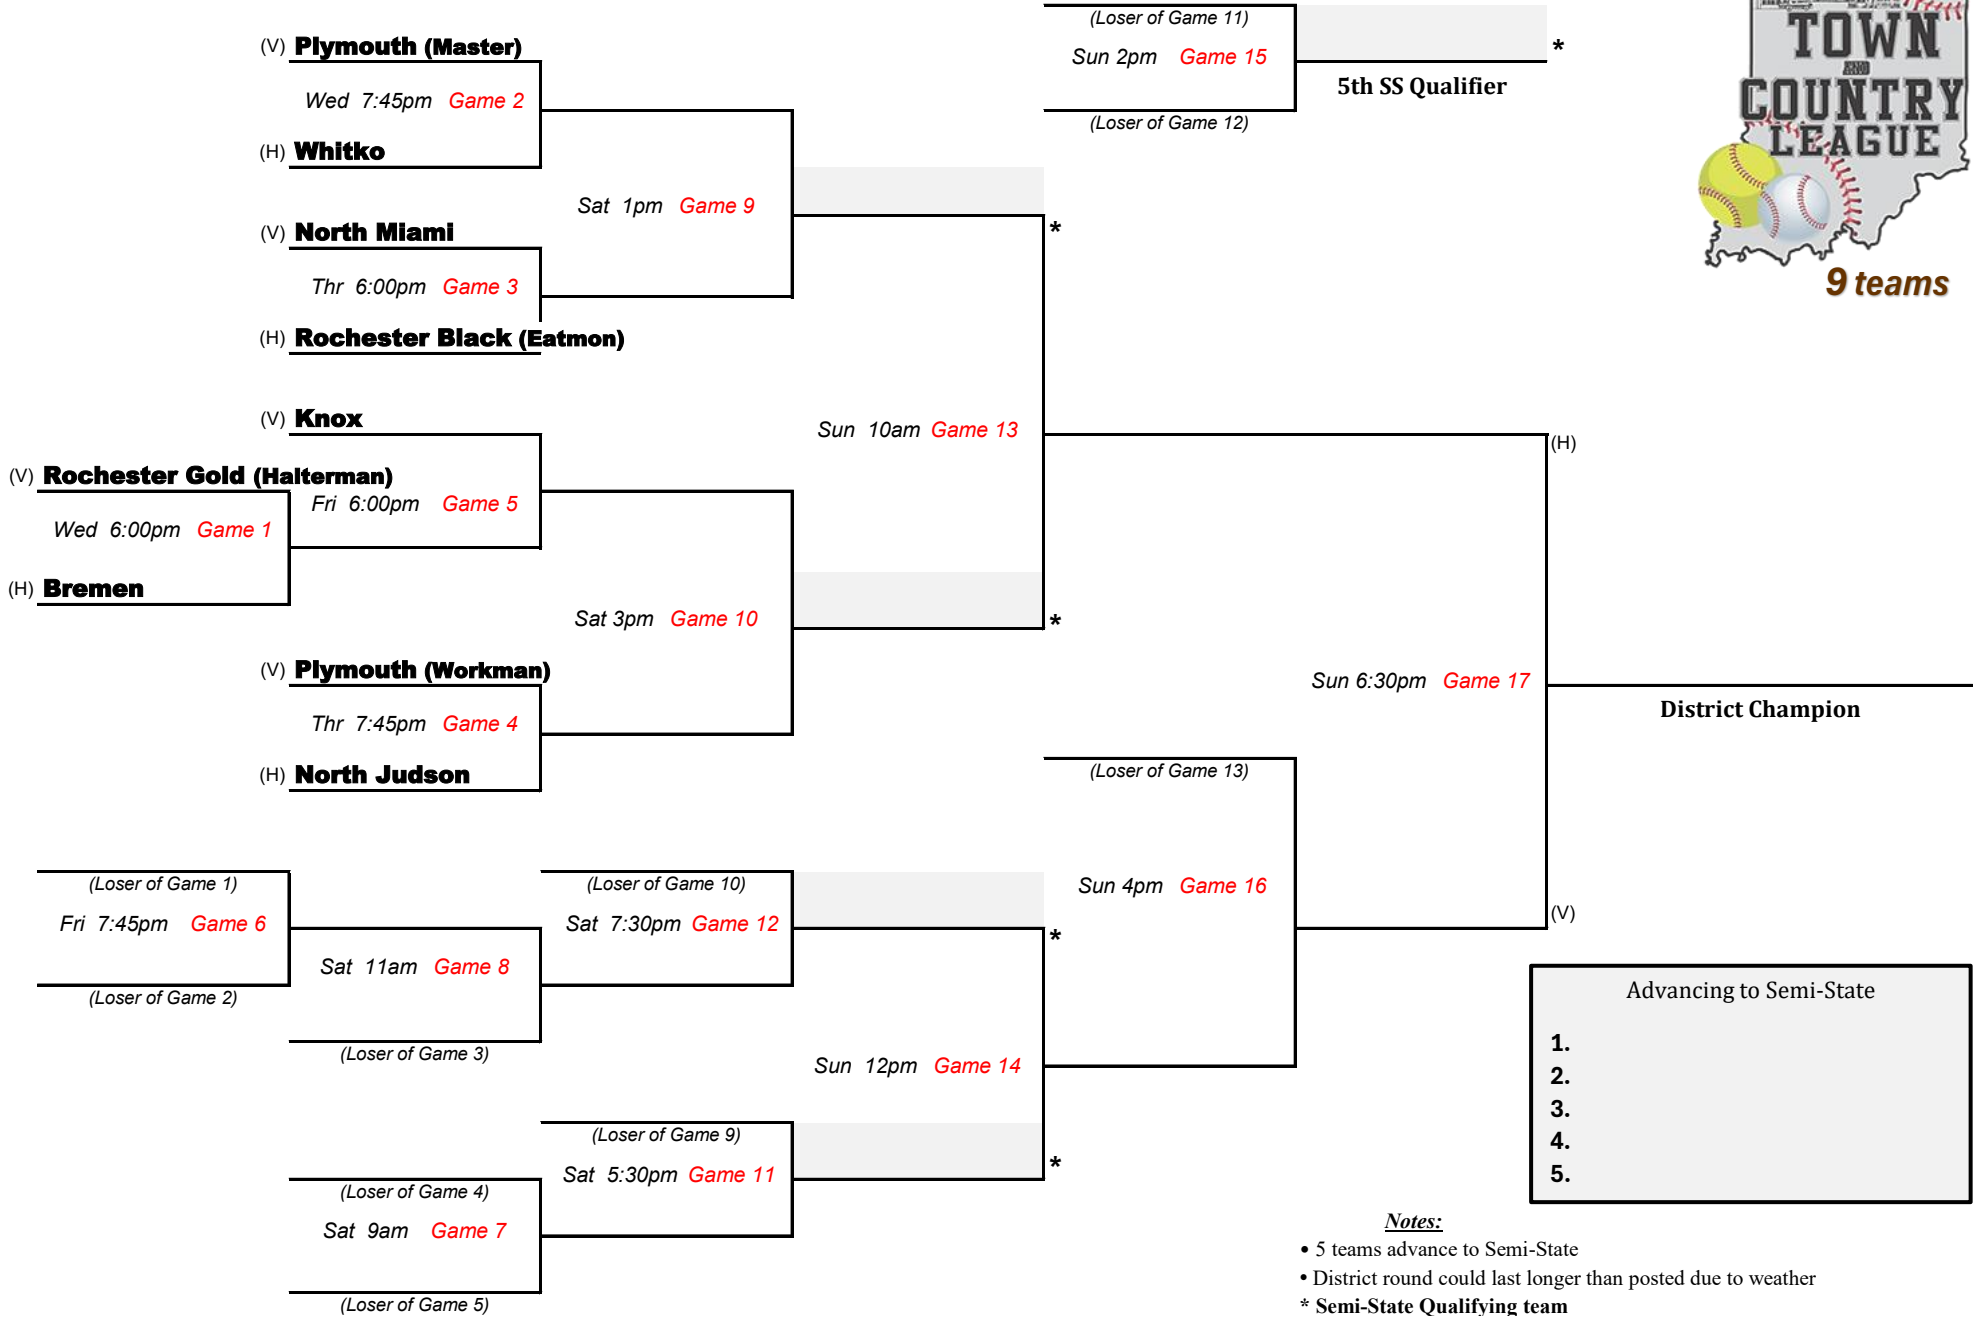 (Loser of Game 11)
(V) Plymouth (Master)
Sun 2pm Game 15
*
5th SS Qualifier
Wed 7:45pm Game 2
(Loser of Game 12)
(H) Whitko
TOWN
AND
COUNTRY
LEAGUE
Sat 1pm Game 9
(V) North Miami
*
Thr 6:00pm Game 3
9 teams
(H) Rochester Black (Eatmon)
(V) Knox
Sun 10am Game 13
(H)
(V) Rochester Gold (Halterman)
Fri 6:00pm Game 5
Wed 6:00pm Game 1
(H) Bremen
Sat 3pm Game 10
*
(V) Plymouth (Workman)
Sun 6:30pm Game 17
District Champion
Thr 7:45pm Game 4
(H) North Judson
(Loser of Game 13)
(Loser of Game 1)
(Loser of Game 10)
Sun 4pm Game 16
Fri 7:45pm Game 6
Sat 7:30pm Game 12
*
(V)
Sat 11am Game 8
(Loser of Game 2)
(Loser of Game 3)
Sun 12pm Game 14
Advancing to Semi-State
1.
2.
3.
4.
5.
(Loser of Game 9)
Sat 5:30pm Game 11
*
(Loser of Game 4)
Sat 9am Game 7
(Loser of Game 5)
Notes:
• 5 teams advance to Semi-State
• District round could last longer than posted due to weather
* Semi-State Qualifying team